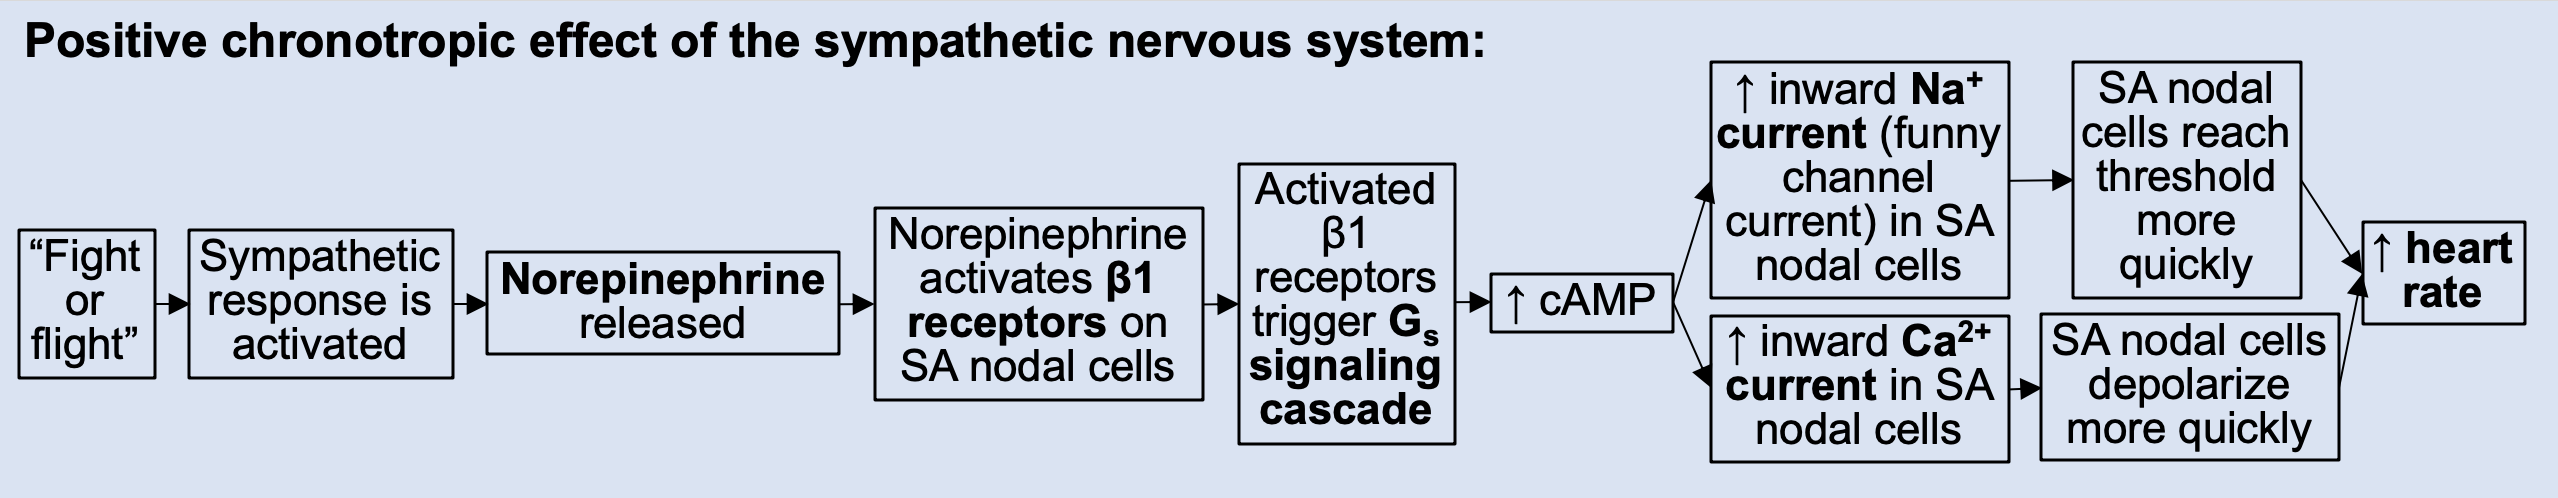 Positive chronotropic effect of the sympathetic nervous system:
“Fight
or
flight”
Sympathetic
response is
activated
Norepinephrine
released
Norepinephrine
activates β1
receptors on
SA nodal cells
Activated
β1
receptors
trigger Gs
signaling
cascade
↑ cAMP
↑ inward Na⁺
current (funny
channel
current) in SA
nodal cells
SA nodal
cells reach
threshold
more
quickly
↑ inward Ca²⁺
current in SA
nodal cells
SA nodal cells
depolarize
more quickly
↑ heart
rate